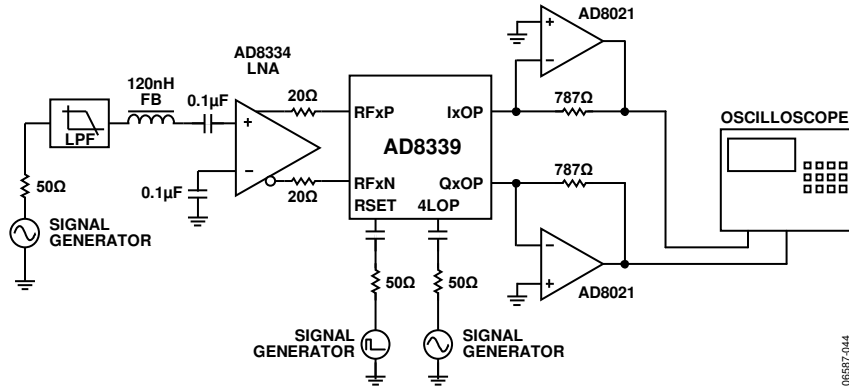 AD8021
AD8334
LNA
120nH
FB
0.1µF
20Ω
787Ω
OSCILLOSCOPE
LPF
RFxP
IxOP
AD8339
50Ω
0.1µF
20Ω
RFxN
QxOP
787Ω
RSET
4LOP
SIGNAL
GENERATOR
50Ω
50Ω
AD8021
SIGNAL
GENERATOR
SIGNAL
GENERATOR
06587-044